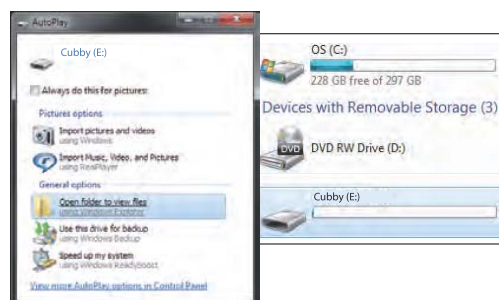 AutoPlay
Cubby (E:)
Always do this for pictures:
Pictures options
Import pictures and videos
using Windows
Import Music, Video, and Pictures
using RealPlayer
General options
Open folder to view files
using Windows Explorer
Use this drive for backup
using Windows Backup
Speed up my system
using Windows ReadyBoost
View more AutoPlay options in Control Panel
OS (C:)
228 GB free of 297 GB
Devices with Removable Storage (3)
DVD
DVD RW Drive (D:)
Cubby (E:)